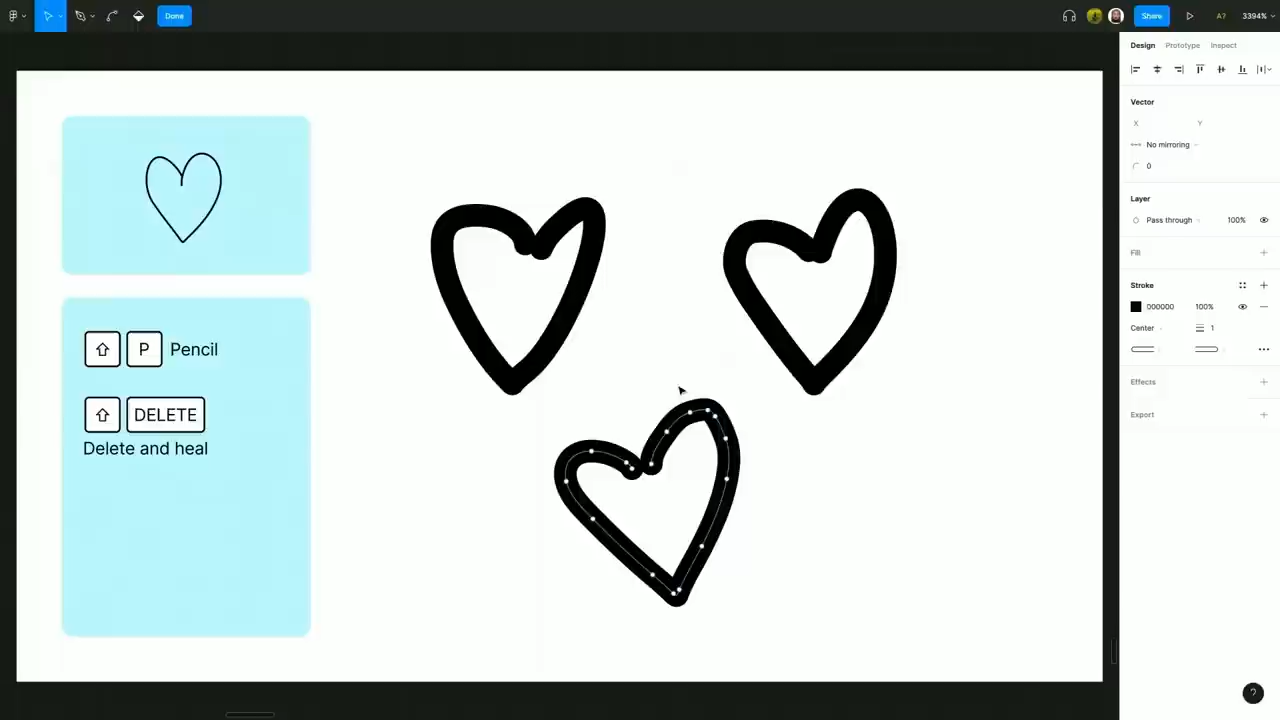 Done
Share
A?
3394%
Design Prototype Inspect
Vector
X Y
No mirroring
0
Layer
Pass through 100%
Fill
Stroke
000000 100%
Center 1
Effects
Export
P Pencil
DELETE
Delete and heal
?